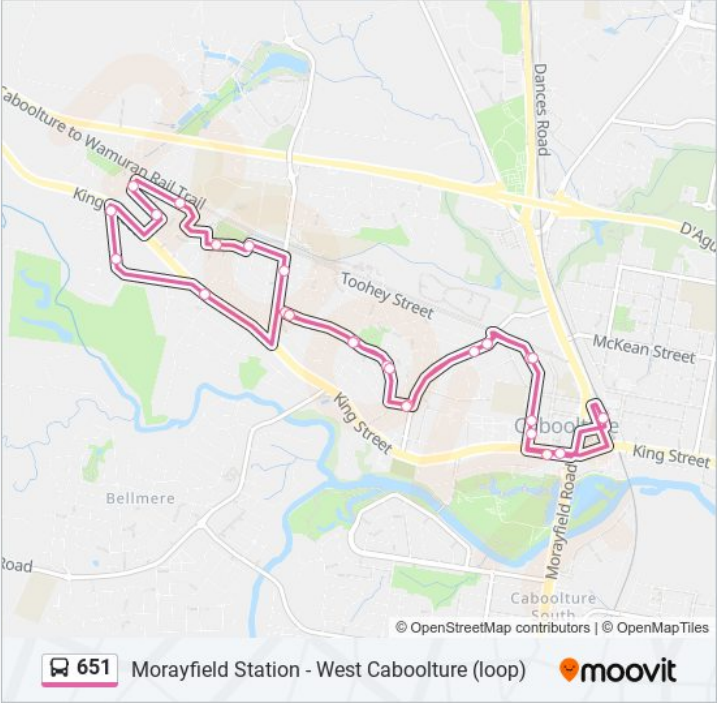 Dances Road
Caboolture to Wamuran Rail Trail
King
D'Agu
Toohey Street
McKean Street
King Street
Caboolture
King Street
Bellmere
Morayfield Road
Road
Caboolture
South
© OpenStreetMap contributors | © OpenMapTiles
651 Morayfield Station - West Caboolture (loop) moovit